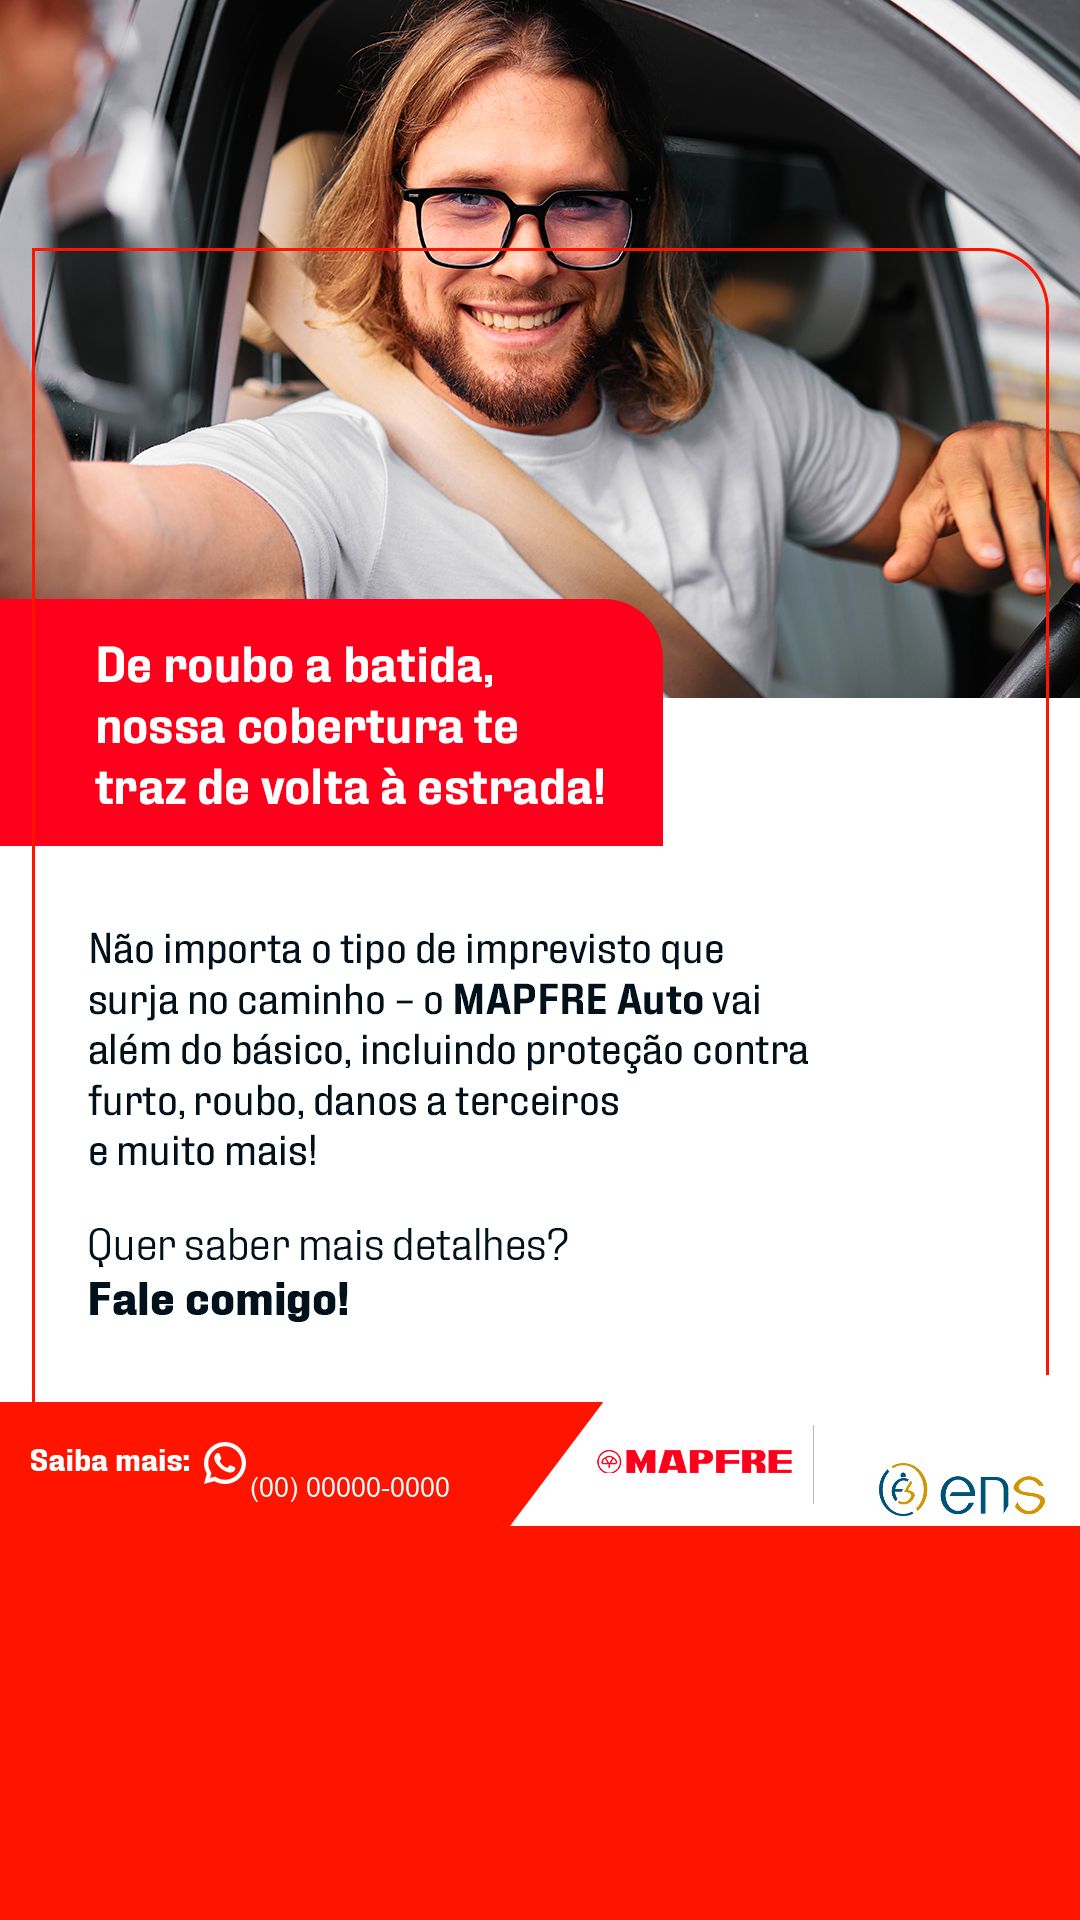 De roubo a batida,
nossa cobertura te
traz de volta à estrada!
Não importa o tipo de imprevisto que
surja no caminho – o MAPFRE Auto vai
além do básico, incluindo proteção contra
furto, roubo, danos a terceiros
e muito mais!
Quer saber mais detalhes?
Fale comigo!
Saiba mais:
(00) 00000-0000
MAPFRE
ens